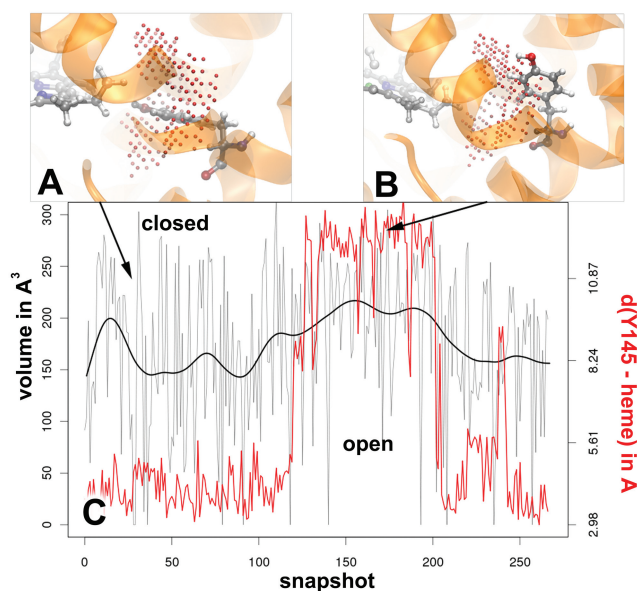 A
B
closed
open
C
volume in A³
0
50
100
150
200
250
300
d(Y145 - heme) in A
2.98
5.61
8.24
10.87
0
50
100
150
200
250
snapshot